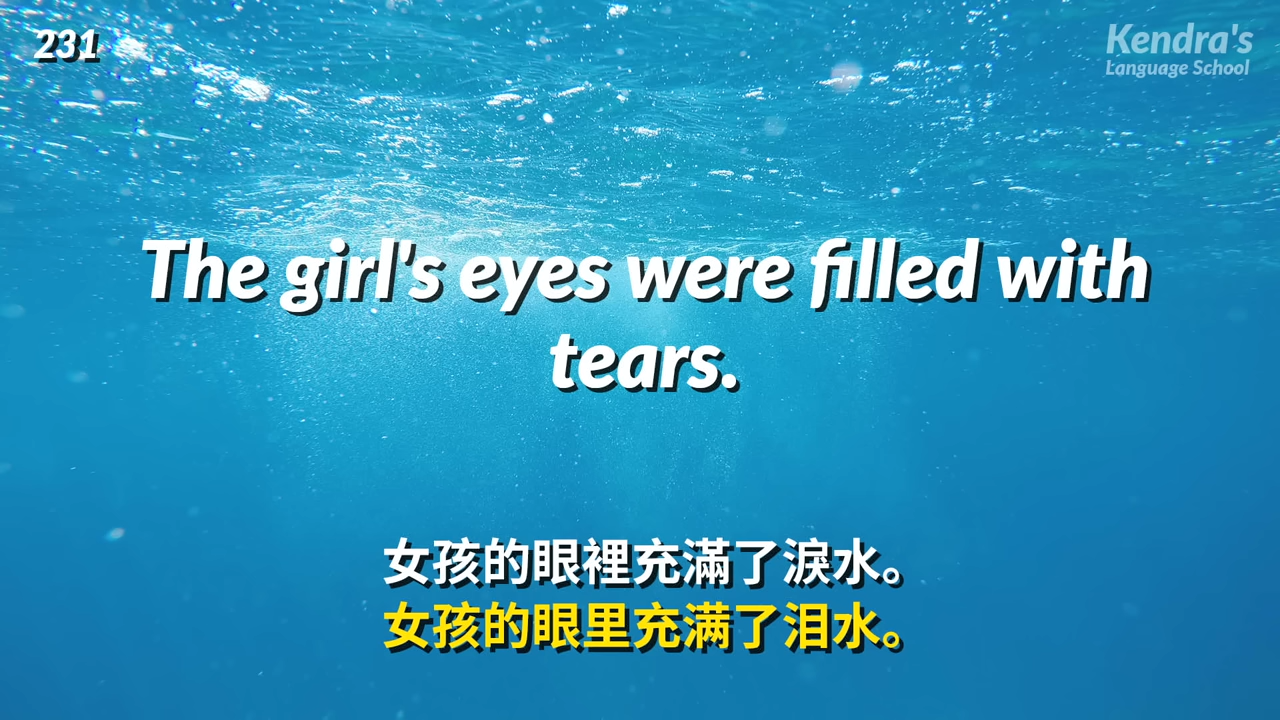 231
Kendra's
Language School
The girl's eyes were filled with
tears.
女孩的眼裡充滿了淚水。
女孩的眼里充满了泪水。